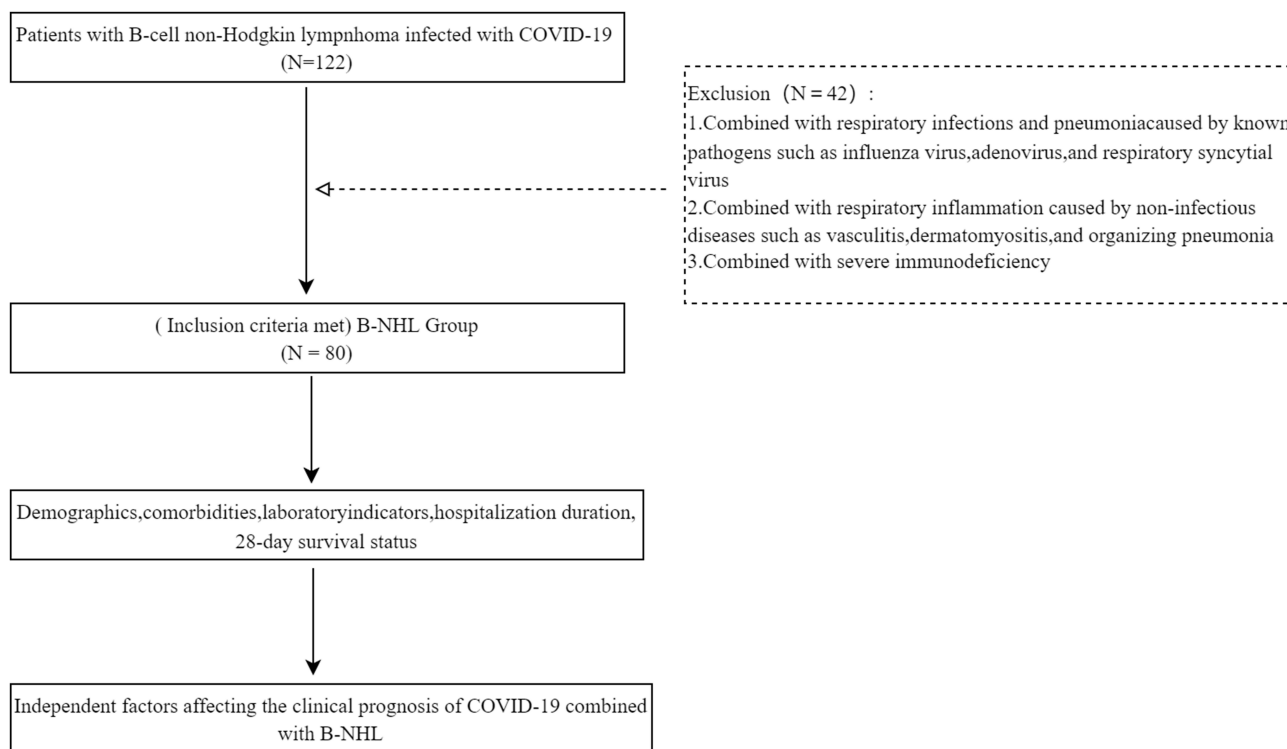 Patients with B-cell non-Hodgkin lympnhoma infected with COVID-19
(N=122)
Exclusion (N = 42) :
1.Combined with respiratory infections and pneumoniacaused by known
pathogens such as influenza virus,adenovirus,and respiratory syncytial
virus
2.Combined with respiratory inflammation caused by non-infectious
diseases such as vasculitis,dermatomyositis,and organizing pneumonia
3.Combined with severe immunodeficiency
( Inclusion criteria met) B-NHL Group
(N = 80)
Demographics,comorbidities,laboratoryindicators,hospitalization duration,
28-day survival status
Independent factors affecting the clinical prognosis of COVID-19 combined
with B-NHL